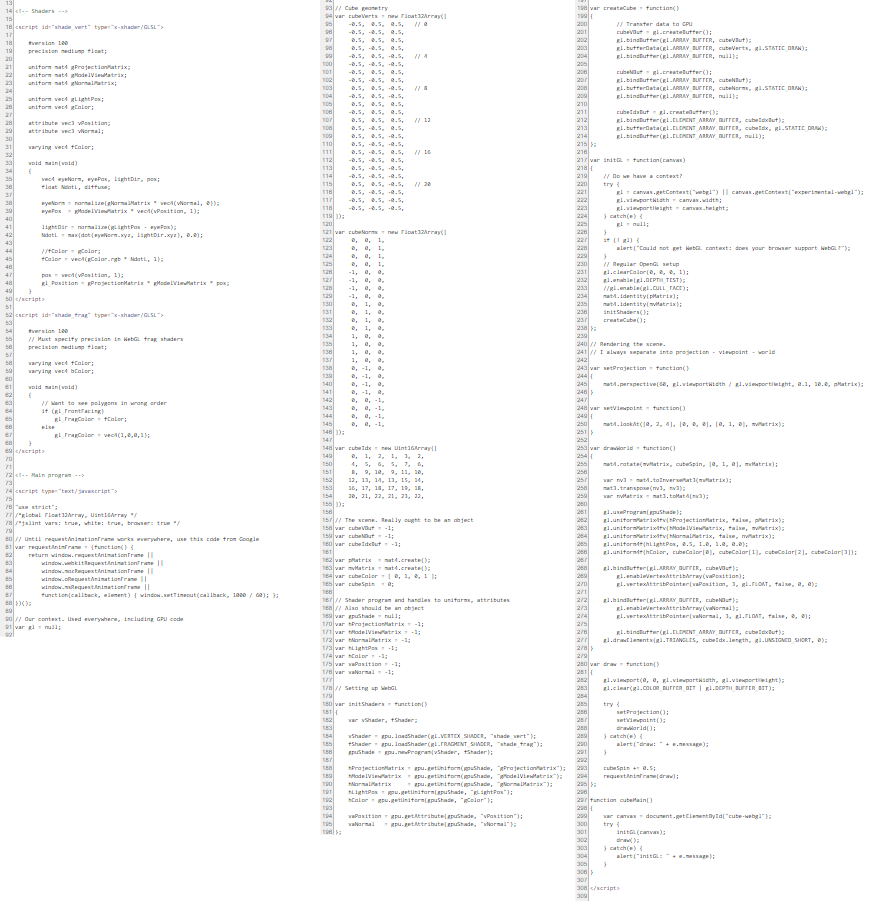 13
14 <!-- Shaders -->
15
16 <script id="shade_vert" type="x-shader/GLSL">
17
18 #version 100
19 precision mediump float;
20
21 uniform mat4 gProjectionMatrix;
22 uniform mat4 gModelViewMatrix;
23 uniform mat4 gNormalMatrix;
24
25 uniform vec4 gLightPos;
26 uniform vec4 gColor;
27
28 attribute vec3 vPosition;
29 attribute vec3 vNormal;
30
31 varying vec4 fColor;
32
33 void main(void)
34 {
35 vec4 eyeNorm, eyePos, lightDir, pos;
36 float NdotL, diffuse;
37
38 eyeNorm = normalize(gNormalMatrix * vec4(vNormal, 0));
39 eyePos = gModelViewMatrix * vec4(vPosition, 1);
40
41 lightDir = normalize(gLightPos - eyePos);
42 NdotL = max(dot(eyeNorm.xyz, lightDir.xyz), 0.0);
43
44 //fColor = gColor;
45 fColor = vec4(gColor.rgb * NdotL, 1);
46
47 pos = vec4(vPosition, 1);
48 gl_Position = gProjectionMatrix * gModelViewMatrix * pos;
49 }
50 </script>
51
52 <script id="shade_frag" type="x-shader/GLSL">
53
54 #version 100
55 // Must specify precision in WebGL frag shaders
56 precision mediump float;
57
58 varying vec4 fColor;
59 varying vec4 bColor;
60
61 void main(void)
62 {
63 // Want to see polygons in wrong order
64 if (gl_FrontFacing)
65 gl_FragColor = fColor;
66 else
67 gl_FragColor = vec4(1,0,0,1);
68 }
69 </script>
70
71
72 <!-- Main program -->
73
74 <script type="text/javascript">
75
76 "use strict";
77 /*global Float32Array, Uint16Array */
78 /*jslint vars: true, white: true, browser: true */
79
80 // Until requestAnimationFrame works everywhere, use this code from Google
81 var requestAnimFrame = (function() {
82 return window.requestAnimationFrame ||
83 window.webkitRequestAnimationFrame ||
84 window.mozRequestAnimationFrame ||
85 window.oRequestAnimationFrame ||
86 window.msRequestAnimationFrame ||
87 function(callback, element) { window.setTimeout(callback, 1000 / 60); };
88 })();
89
90 // Our context. Used everywhere, including GPU code
91 var gl = null;
92
93 // Cube geometry
94 var cubeVerts = new Float32Array([
95 -0.5, 0.5, 0.5, // 0
96 -0.5, -0.5, 0.5,
97 0.5, 0.5, 0.5,
98 0.5, -0.5, 0.5,
99 -0.5, 0.5, -0.5, // 4
100 -0.5, -0.5, -0.5,
101 -0.5, 0.5, 0.5,
102 -0.5, -0.5, 0.5,
103 -0.5, 0.5, -0.5, // 8
104 -0.5, 0.5, 0.5,
105 0.5, 0.5, -0.5,
106 0.5, 0.5, 0.5,
107 0.5, 0.5, 0.5, // 12
108 0.5, -0.5, 0.5,
109 0.5, 0.5, -0.5,
110 0.5, -0.5, -0.5,
111 0.5, -0.5, 0.5, // 16
112 -0.5, -0.5, 0.5,
113 0.5, -0.5, -0.5,
114 -0.5, -0.5, -0.5,
115 0.5, 0.5, -0.5, // 20
116 0.5, -0.5, -0.5,
117 -0.5, 0.5, -0.5,
118 -0.5, -0.5, -0.5,
119 ]);
120
121 var cubeNorms = new Float32Array([
122 0, 0, 1,
123 0, 0, 1,
124 0, 0, 1,
125 0, 0, 1,
126 -1, 0, 0,
127 -1, 0, 0,
128 -1, 0, 0,
129 -1, 0, 0,
130 0, 1, 0,
131 0, 1, 0,
132 0, 1, 0,
133 0, 1, 0,
134 1, 0, 0,
135 1, 0, 0,
136 1, 0, 0,
137 1, 0, 0,
138 0, -1, 0,
139 0, -1, 0,
140 0, -1, 0,
141 0, -1, 0,
142 0, 0, -1,
143 0, 0, -1,
144 0, 0, -1,
145 0, 0, -1,
146 ]);
147
148 var cubeIdx = new Uint16Array([
149 0, 1, 2, 1, 3, 2,
150 4, 5, 6, 5, 7, 6,
151 8, 9, 10, 9, 11, 10,
152 12, 13, 14, 13, 15, 14,
153 16, 17, 18, 17, 19, 18,
154 20, 21, 22, 21, 23, 22,
155 ]);
156
157 // The scene. Really ought to be an object
158 var cubeVBuf = -1;
159 var cubeNBuf = -1;
160 var cubeIdxBuf = -1;
161
162 var pMatrix = mat4.create();
163 var mvMatrix = mat4.create();
164 var cubeColor = [ 0, 1, 0, 1 ];
165 var cubeSpin = 0;
166
167 // Shader program and handles to uniforms, attributes
168 // Also should be an object
169 var gpuShade = null;
170 var hProjectionMatrix = -1;
171 var hModelViewMatrix = -1;
172 var hNormalMatrix = -1;
173 var hLightPos = -1;
174 var hColor = -1;
175 var vaPosition = -1;
176 var vaNormal = -1;
177
178 // Setting up WebGL
179
180 var initShaders = function()
181 {
182 var vShader, fShader;
183
184 vShader = gpu.loadShader(gl.VERTEX_SHADER, "shade_vert");
185 fShader = gpu.loadShader(gl.FRAGMENT_SHADER, "shade_frag");
186 gpuShade = gpu.newProgram(vShader, fShader);
187
188 hProjectionMatrix = gpu.getUniform(gpuShade, "gProjectionMatrix");
189 hModelViewMatrix = gpu.getUniform(gpuShade, "gModelViewMatrix");
190 hNormalMatrix = gpu.getUniform(gpuShade, "gNormalMatrix");
191 hLightPos = gpu.getUniform(gpuShade, "gLightPos");
192 hColor = gpu.getUniform(gpuShade, "gColor");
193
194 vaPosition = gpu.getAttribute(gpuShade, "vPosition");
195 vaNormal = gpu.getAttribute(gpuShade, "vNormal");
196 };
197
198 var createCube = function()
199 {
200 // Transfer data to GPU
201 cubeVBuf = gl.createBuffer();
202 gl.bindBuffer(gl.ARRAY_BUFFER, cubeVBuf);
203 gl.bufferData(gl.ARRAY_BUFFER, cubeVerts, gl.STATIC_DRAW);
204 gl.bindBuffer(gl.ARRAY_BUFFER, null);
205
206 cubeNBuf = gl.createBuffer();
207 gl.bindBuffer(gl.ARRAY_BUFFER, cubeNBuf);
208 gl.bufferData(gl.ARRAY_BUFFER, cubeNorms, gl.STATIC_DRAW);
209 gl.bindBuffer(gl.ARRAY_BUFFER, null);
210
211 cubeIdxBuf = gl.createBuffer();
212 gl.bindBuffer(gl.ELEMENT_ARRAY_BUFFER, cubeIdxBuf);
213 gl.bufferData(gl.ELEMENT_ARRAY_BUFFER, cubeIdx, gl.STATIC_DRAW);
214 gl.bindBuffer(gl.ELEMENT_ARRAY_BUFFER, null);
215 };
216
217 var initGL = function(canvas)
218 {
219 // Do we have a context?
220 try {
221 gl = canvas.getContext("webgl") || canvas.getContext("experimental-webgl");
222 gl.viewportWidth = canvas.width;
223 gl.viewportHeight = canvas.height;
224 } catch(e) {
225 gl = null;
226 }
227 if (! gl) {
228 alert("Could not get WebGL context: does your browser support WebGL?");
229 }
230 // Regular OpenGL setup
231 gl.clearColor(0, 0, 0, 1);
232 gl.enable(gl.DEPTH_TEST);
233 //gl.enable(gl.CULL_FACE);
234 mat4.identity(pMatrix);
235 mat4.identity(mvMatrix);
236 initShaders();
237 createCube();
238 };
239
240 // Rendering the scene.
241 // I always separate into projection - viewpoint - world
242
243 var setProjection = function()
244 {
245 mat4.perspective(60, gl.viewportWidth / gl.viewportHeight, 0.1, 10.0, pMatrix);
246 }
247
248 var setViewpoint = function()
249 {
250 mat4.lookAt([0, 2, 4], [0, 0, 0], [0, 1, 0], mvMatrix);
251 }
252
253 var drawWorld = function()
254 {
255 mat4.rotate(mvMatrix, cubeSpin, [0, 1, 0], mvMatrix);
256
257 var nv3 = mat4.toInverseMat3(mvMatrix);
258 mat3.transpose(nv3, nv3);
259 var nvMatrix = mat3.toMat4(nv3);
260
261 gl.useProgram(gpuShade);
262 gl.uniformMatrix4fv(hProjectionMatrix, false, pMatrix);
263 gl.uniformMatrix4fv(hModelViewMatrix, false, mvMatrix);
264 gl.uniformMatrix4fv(hNormalMatrix, false, nvMatrix);
265 gl.uniform4f(hLightPos, 0.5, 1.0, 1.0, 0.0);
266 gl.uniform4f(hColor, cubeColor[0], cubeColor[1], cubeColor[2], cubeColor[3]);
267
268 gl.bindBuffer(gl.ARRAY_BUFFER, cubeVBuf);
269 gl.enableVertexAttribArray(vaPosition);
270 gl.vertexAttribPointer(vaPosition, 3, gl.FLOAT, false, 0, 0);
271
272 gl.bindBuffer(gl.ARRAY_BUFFER, cubeNBuf);
273 gl.enableVertexAttribArray(vaNormal);
274 gl.vertexAttribPointer(vaNormal, 3, gl.FLOAT, false, 0, 0);
275
276 gl.bindBuffer(gl.ELEMENT_ARRAY_BUFFER, cubeIdxBuf);
277 gl.drawElements(gl.TRIANGLES, cubeIdx.length, gl.UNSIGNED_SHORT, 0);
278 }
279
280 var draw = function()
281 {
282 gl.viewport(0, 0, gl.viewportWidth, gl.viewportHeight);
283 gl.clear(gl.COLOR_BUFFER_BIT | gl.DEPTH_BUFFER_BIT);
284
285 try {
286 setProjection();
287 setViewpoint();
288 drawWorld();
289 } catch(e) {
290 alert("draw: " + e.message);
291 }
292
293 cubeSpin += 0.5;
294 requestAnimFrame(draw);
295 };
296
297 function cubeMain()
298 {
299 var canvas = document.getElementById("cube-webgl");
300 try {
301 initGL(canvas);
302 draw();
303 } catch(e) {
304 alert("initGL: " + e.message);
305 }
306 }
307
308 </script>
309